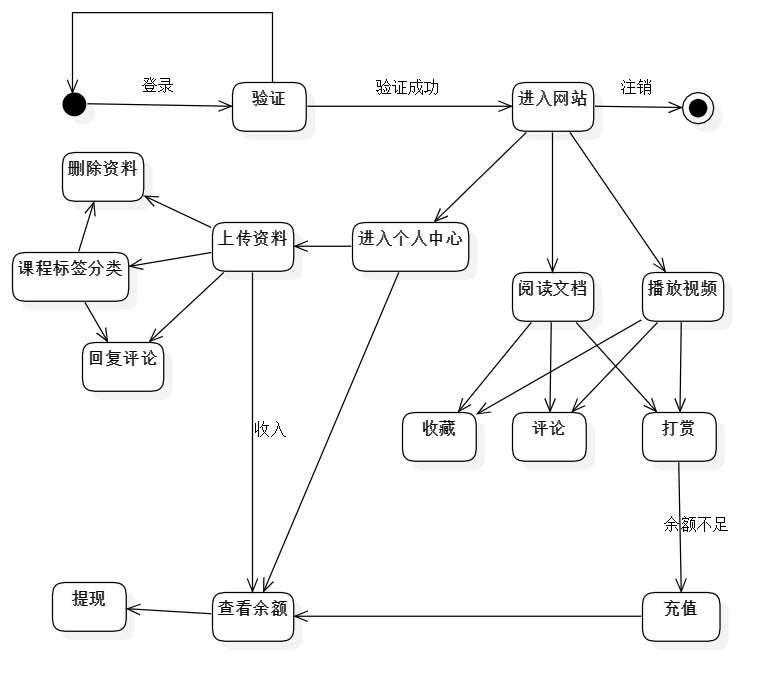 登录
验证
验证成功
进入网站
注销
删除资料
上传资料
进入个人中心
课程标签分类
阅读文档
播放视频
回复评论
收入
收藏
评论
打赏
余额不足
提现
查看余额
充值